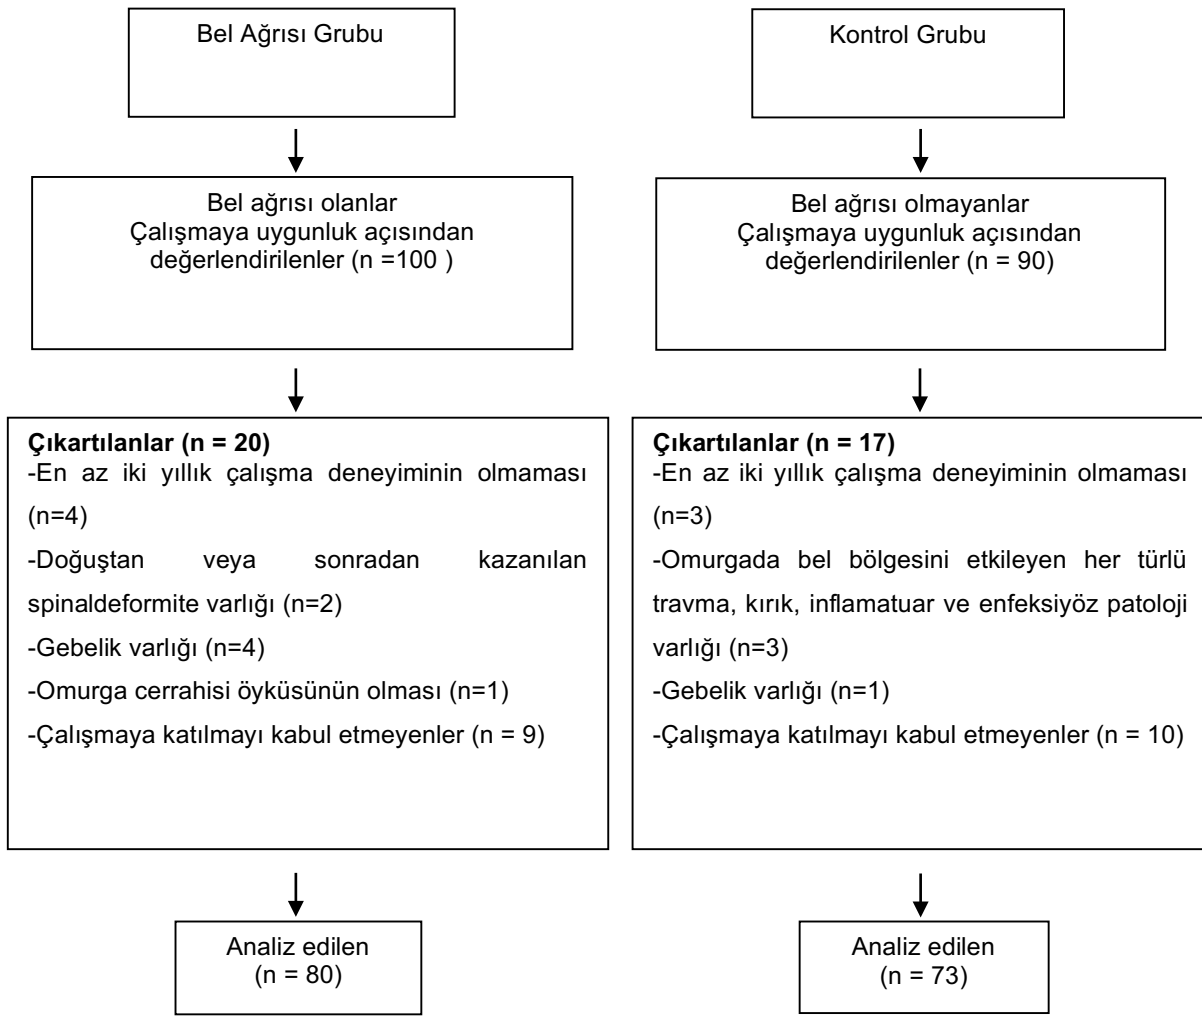 Bel Ağrısı Grubu
Kontrol Grubu
Bel ağrısı olanlar
Çalışmaya uygunluk açısından
değerlendirilenler (n =100 )
Bel ağrısı olmayanlar
Çalışmaya uygunluk açısından
değerlendirilenler (n = 90)
Çıkartılanlar (n = 20)
-En az iki yıllık çalışma deneyiminin olmaması
(n=4)
-Doğuştan veya sonradan kazanılan
spinaldeformite varlığı (n=2)
-Gebelik varlığı (n=4)
-Omurga cerrahisi öyküsünün olması (n=1)
-Çalışmaya katılmayı kabul etmeyenler (n = 9)
Çıkartılanlar (n = 17)
-En az iki yıllık çalışma deneyiminin olmaması
(n=3)
-Omurgada bel bölgesini etkileyen her türlü
travma, kırık, inflamatuar ve enfeksiyöz patoloji
varlığı (n=3)
-Gebelik varlığı (n=1)
-Çalışmaya katılmayı kabul etmeyenler (n = 10)
Analiz edilen
(n = 80)
Analiz edilen
(n = 73)